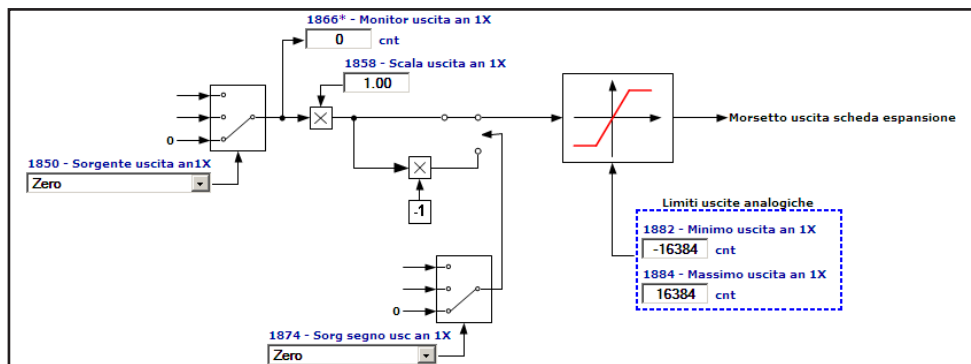 1866* - Monitor uscita an 1X
0 cnt
1858 - Scala uscita an 1X
1.00
0
1850 - Sorgente uscita an1X
Zero
-1
Morsetto uscita scheda espansione
Limiti uscite analogiche
1882 - Minimo uscita an 1X
-16384 cnt
1884 - Massimo uscita an 1X
16384 cnt
0
1874 - Sorg segno usc an 1X
Zero